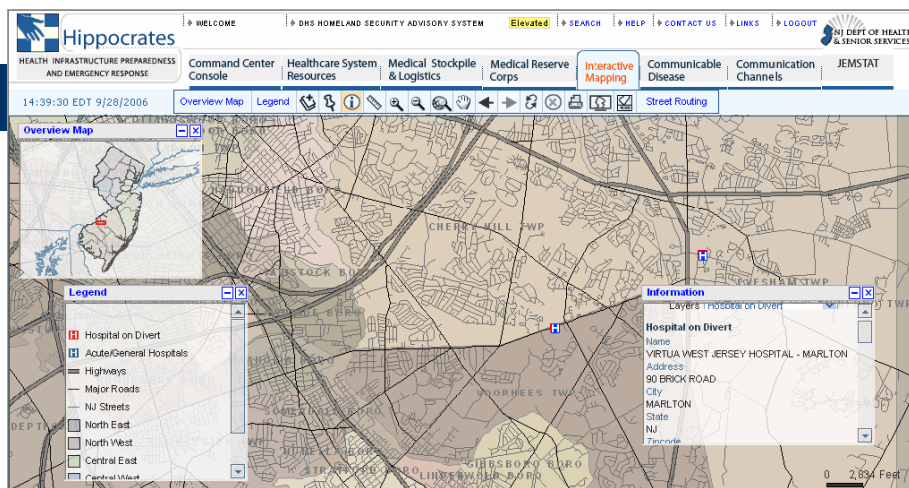 WELCOME
DHS HOMELAND SECURITY ADVISORY SYSTEM
Elevated
SEARCH
HELP
CONTACT US
LINKS
LOGOUT
Hippocrates
HEALTH INFRASTRUCTURE PREPAREDNESS
AND EMERGENCY RESPONSE
NJ DEPT OF HEALTH
& SENIOR SERVICES
Command Center
Console
Healthcare System
Resources
Medical Stockpile
& Logistics
Medical Reserve
Corps
Interactive
Mapping
Communicable
Disease
Communication
Channels
JEMSTAT
14:39:30 EDT 9/28/2006
Overview Map
Legend
Street Routing
Overview Map
CHERRY HILL TWP
EVESHAM TWP
VOORHEES TWP
GIBBSBORO BORO
Legend
Hospital on Divert
Acute/General Hospitals
Highways
Major Roads
NJ Streets
North East
North West
Central East
Central West
Information
Layers Hospital on Divert
Hospital on Divert
Name
VIRTUA WEST JERSEY HOSPITAL - MARLTON
Address
90 BRICK ROAD
City
MARLTON
State
NJ
Zipcode
0 2,834 Feet